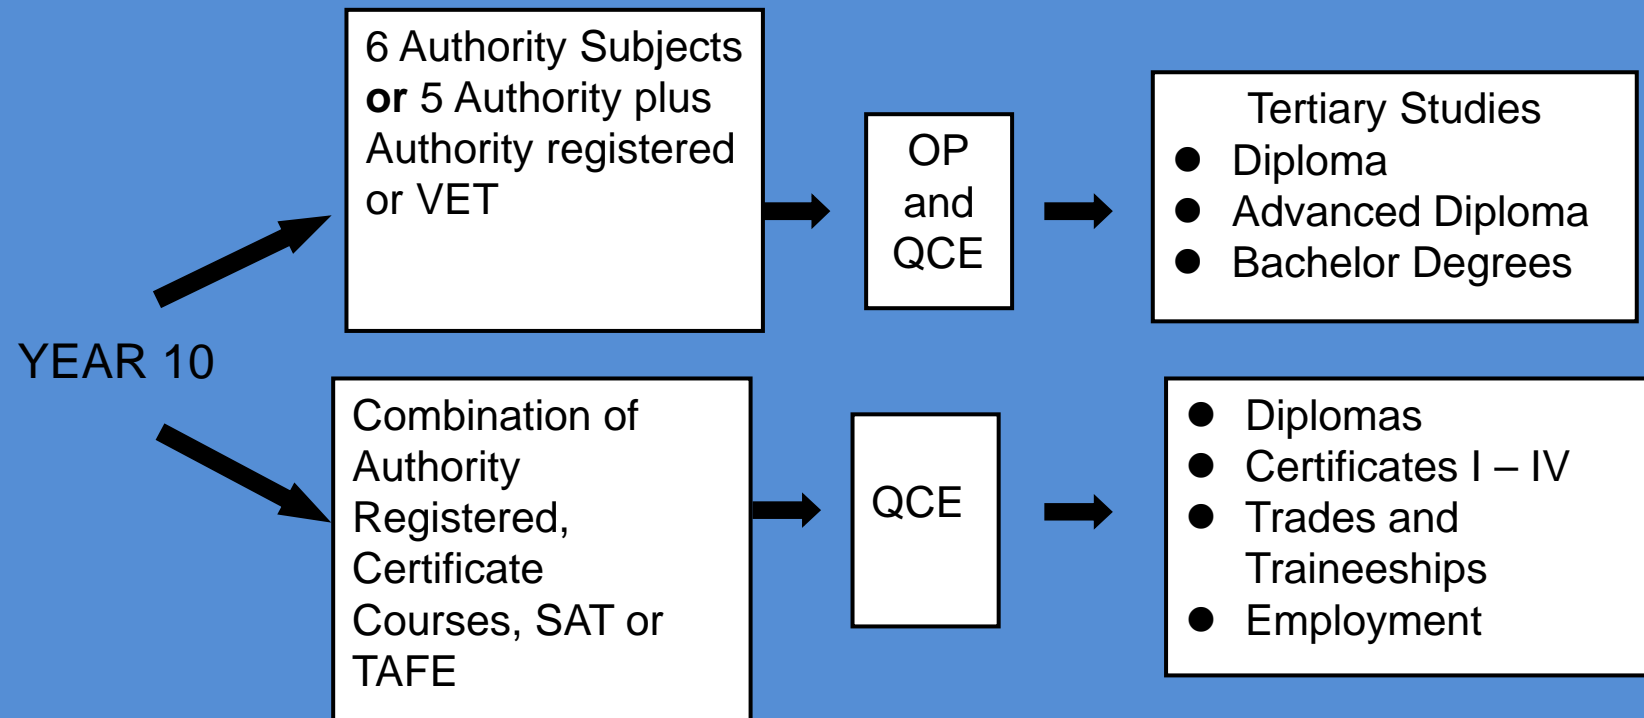 6 Authority Subjects
or 5 Authority plus
Authority registered
or VET
OP
and
QCE
Tertiary Studies
● Diploma
● Advanced Diploma
● Bachelor Degrees
YEAR 10
Combination of
Authority
Registered,
Certificate
Courses, SAT or
TAFE
QCE
● Diplomas
● Certificates I – IV
● Trades and
Traineeships
● Employment